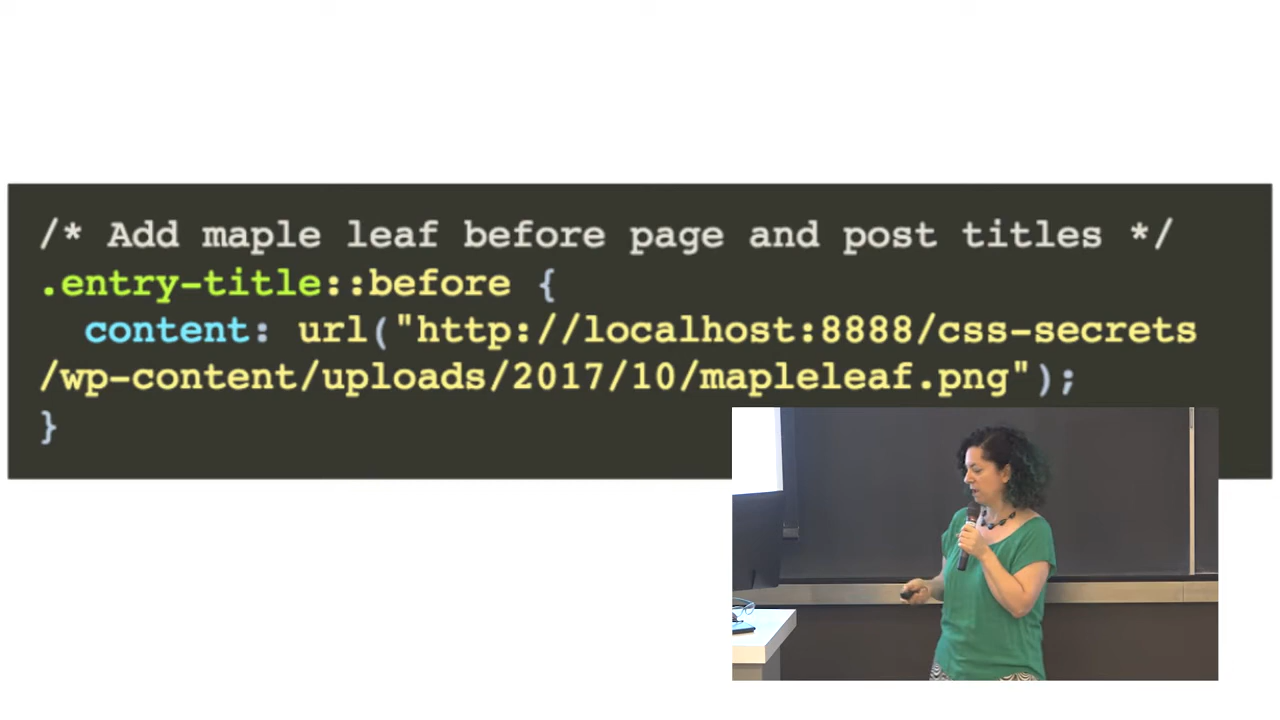 /* Add maple leaf before page and post titles */
.entry-title::before {
content: url("http://localhost:8888/css-secrets
/wp-content/uploads/2017/10/mapleleaf.png");
}